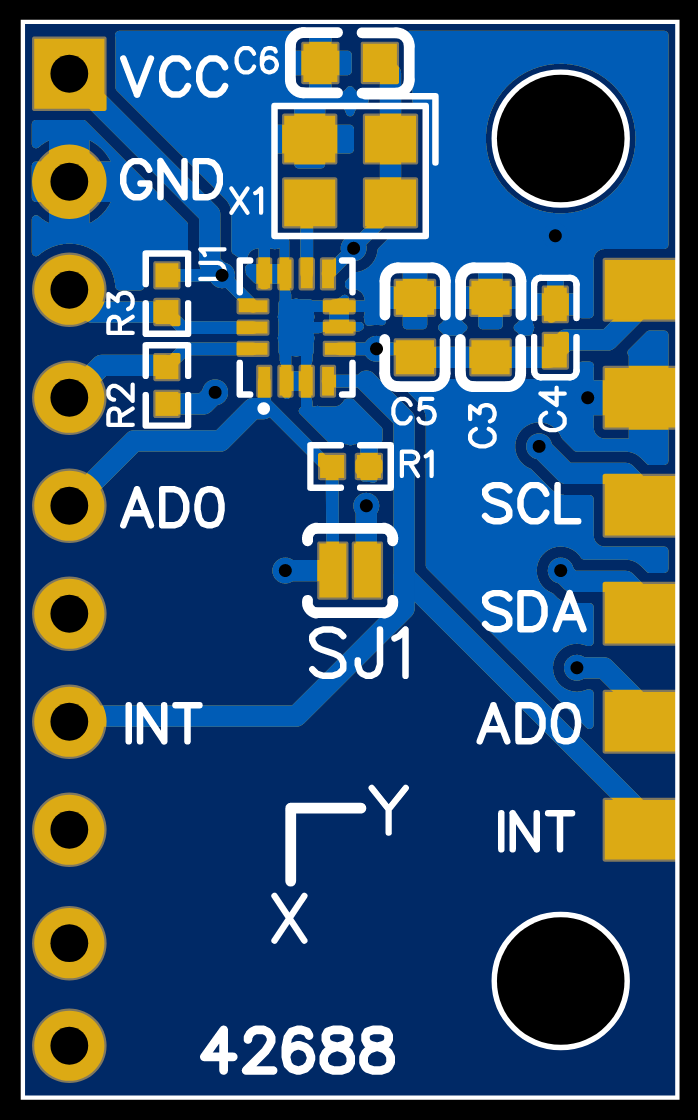 VCC
C6
GND
X1
U1
R3
R2
C5
C3
C4
R1
AD0
SCL
SJ1
SDA
INT
AD0
Y
INT
X
42688